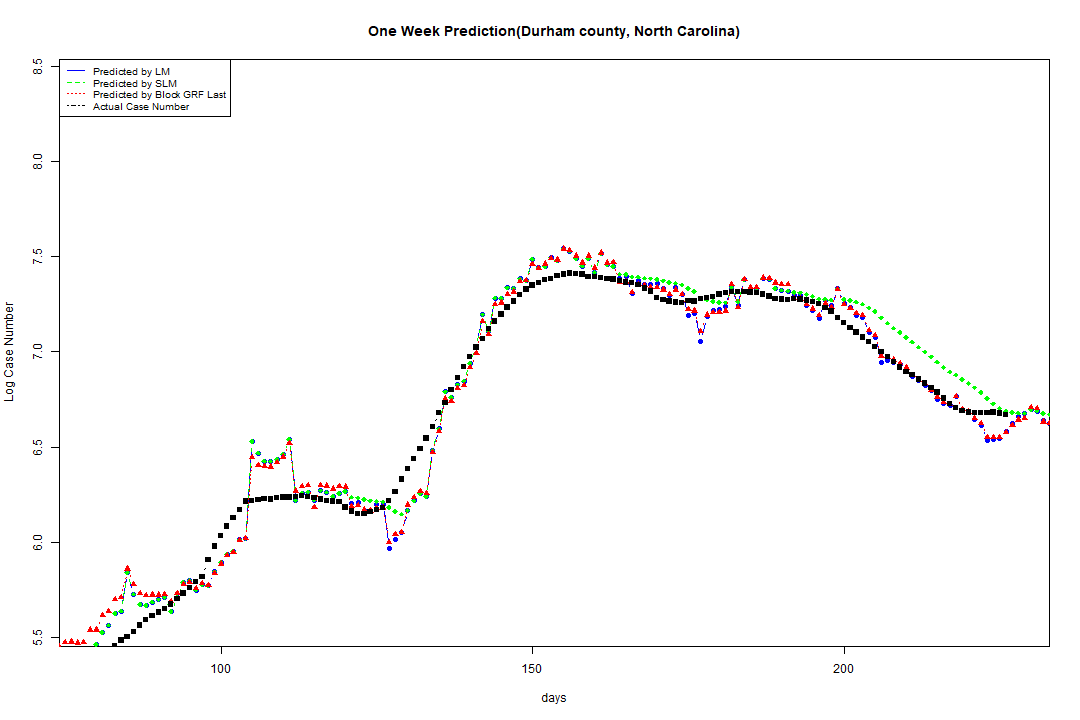 One Week Prediction(Durham county, North Carolina)
Predicted by LM
Predicted by SLM
Predicted by Block GRF Last
Actual Case Number
Log Case Number
8.5
8.0
7.5
7.0
6.5
6.0
5.5
100 150 200
days